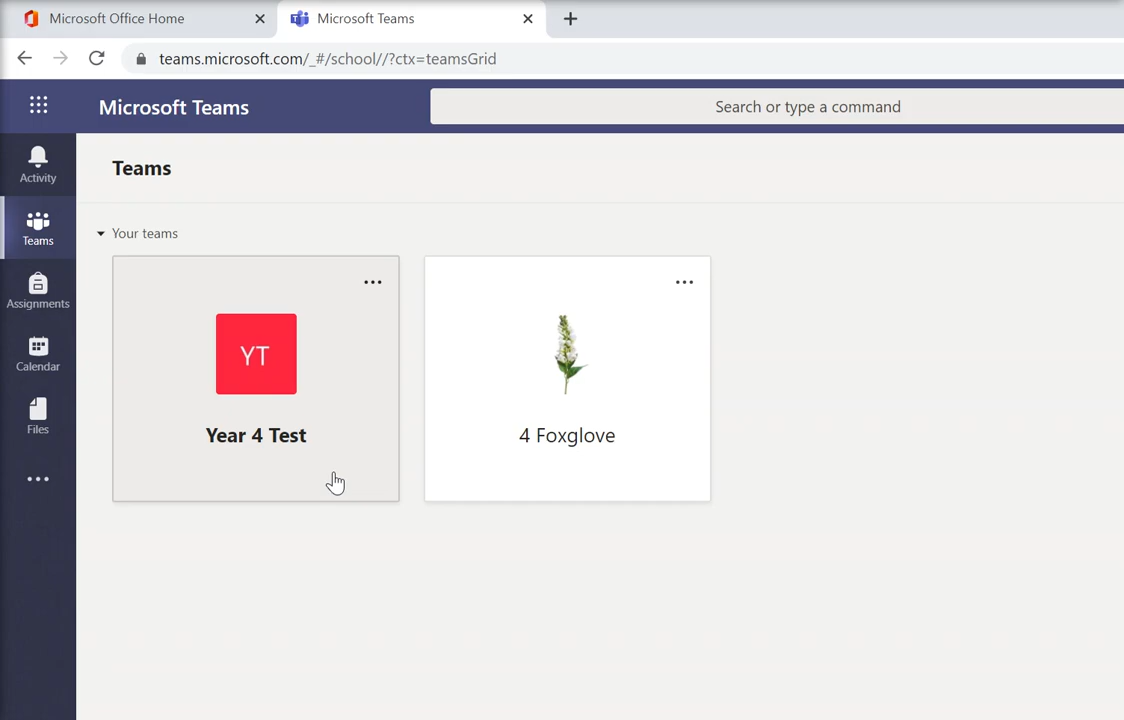 Microsoft Office Home
Microsoft Teams
teams.microsoft.com/_#/school//?ctx=teamsGrid
Microsoft Teams
Search or type a command
Activity
Teams
Assignments
Calendar
Files
Teams
Your teams
YT
Year 4 Test
4 Foxglove